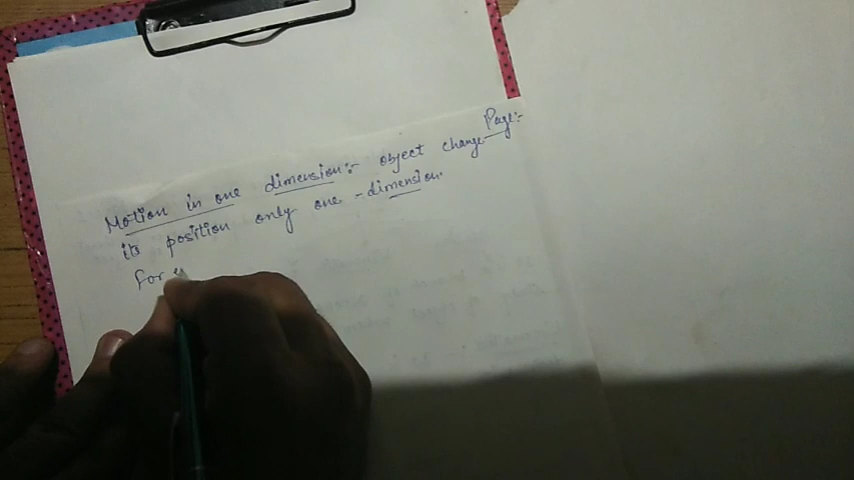 Page:-
Motion in one dimension:- object change
its position only one - dimension.
For